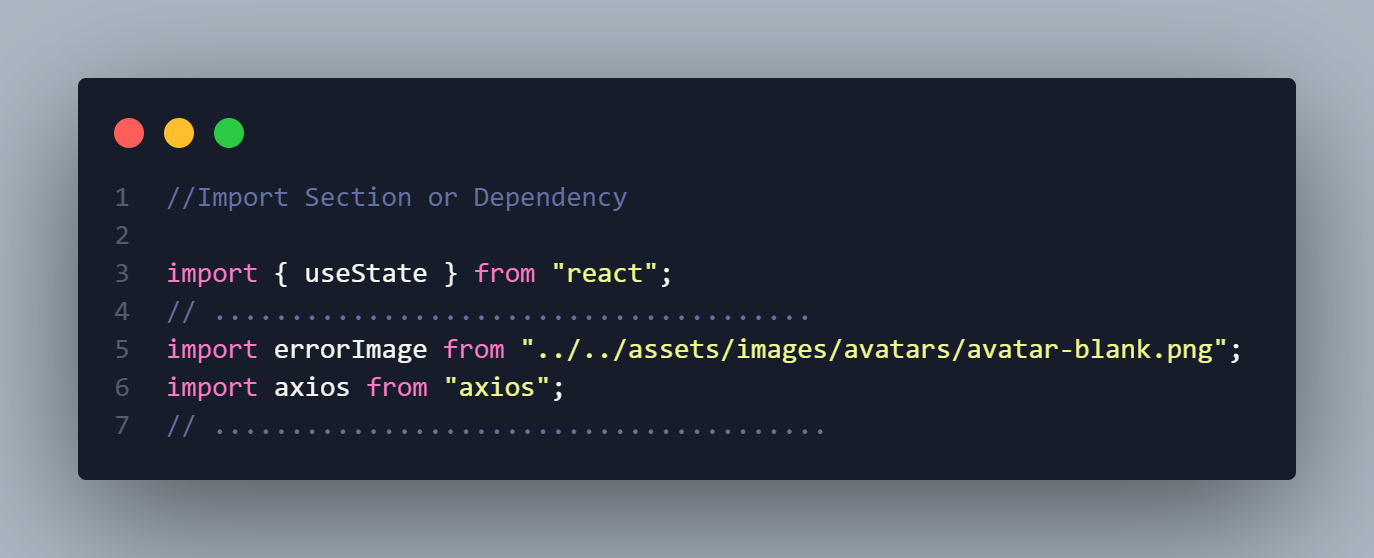 1 //Import Section or Dependency
2
3 import { useState } from "react";
4 // .......................................
5 import errorImage from "../../assets/images/avatars/avatar-blank.png";
6 import axios from "axios";
7 // ........................................